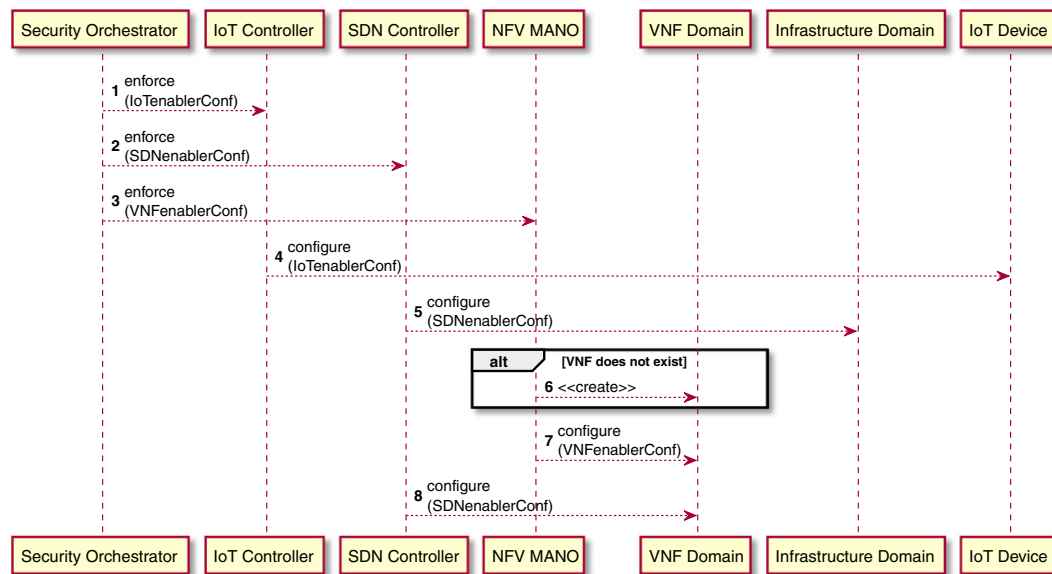 Security Orchestrator
IoT Controller
SDN Controller
NFV MANO
VNF Domain
Infrastructure Domain
IoT Device
1 enforce
(IoTenablerConf)
2 enforce
(SDNenablerConf)
3 enforce
(VNFenablerConf)
4 configure
(IoTenablerConf)
5 configure
(SDNenablerConf)
alt [VNF does not exist]
6 <<create>>
7 configure
(VNFenablerConf)
8 configure
(SDNenablerConf)
Security Orchestrator
IoT Controller
SDN Controller
NFV MANO
VNF Domain
Infrastructure Domain
IoT Device